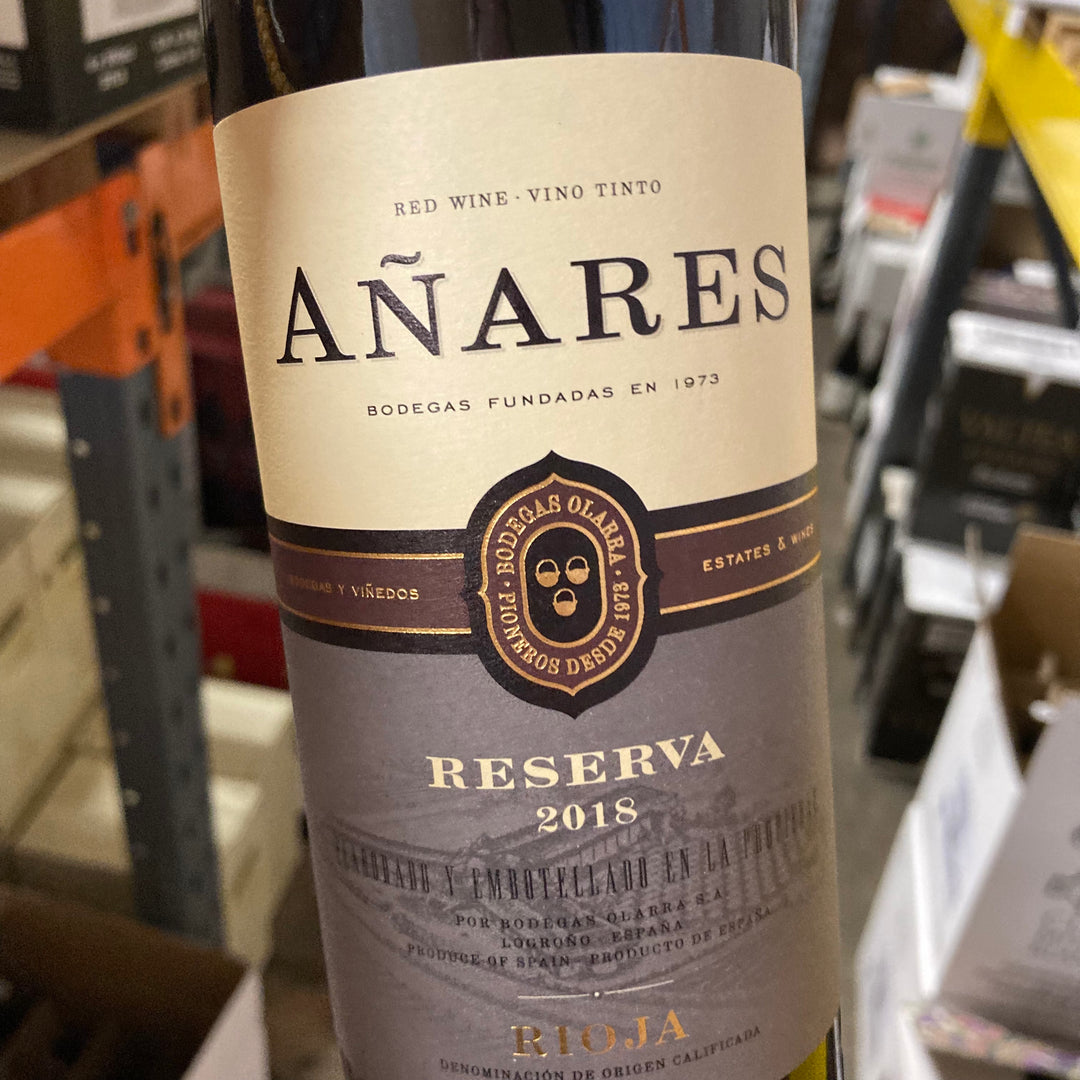 RED WINE · VINO TINTO
AÑARES
BODEGAS FUNDADAS EN 1973
BODEGAS Y VIÑEDOS
BODEGAS OLARRA · PIONEROS DESDE 1973 ·
ESTATES & WINES
RESERVA
2018
ELABORADO Y EMBOTELLADO EN LA PROPIEDAD
POR BODEGAS OLARRA S.A.
LOGROÑO - ESPAÑA
PRODUCE OF SPAIN - PRODUCTO DE ESPAÑA
RIOJA
DENOMINACIÓN DE ORIGEN CALIFICADA